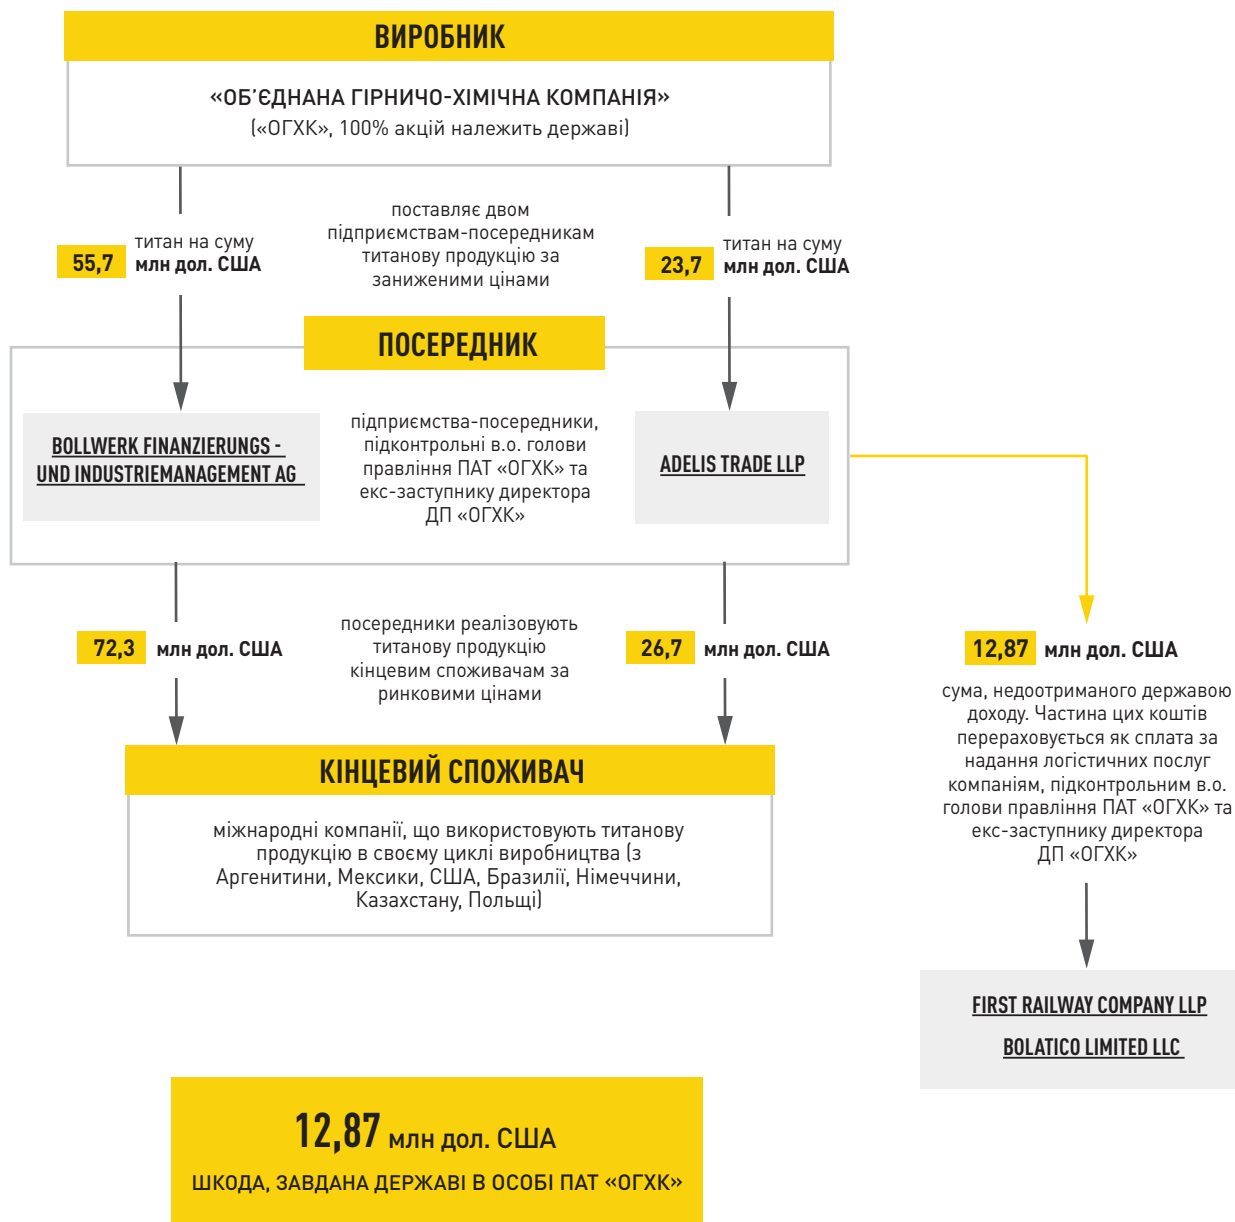 ВИРОБНИК
«ОБ’ЄДНАНА ГІРНИЧО-ХІМІЧНА КОМПАНІЯ»
(«ОГХК», 100% акцій належить державі)
поставляє двом
підприємствам-посередникам
титанову продукцію за
заниженими цінами
титан на суму
55,7 млн дол. США
титан на суму
23,7 млн дол. США
ПОСЕРЕДНИК
BOLLWERK FINANZIERUNGS -
UND INDUSTRIEMANAGEMENT AG
підприємства-посередники,
підконтрольні в.о. голови
правління ПАТ «ОГХК» та
екс-заступнику директора
ДП «ОГХК»
ADELIS TRADE LLP
72,3 млн дол. США
посередники реалізовують
титанову продукцію
кінцевим споживачам за
ринковими цінами
26,7 млн дол. США
12,87 млн дол. США
сума, недоотриманого державою
доходу. Частина цих коштів
перераховується як сплата за
надання логістичних послуг
компаніям, підконтрольним в.о.
голови правління ПАТ «ОГХК» та
екс-заступнику директора
ДП «ОГХК»
КІНЦЕВИЙ СПОЖИВАЧ
міжнародні компанії, що використовують титанову
продукцію в своєму циклі виробництва (з
Аргенитини, Мексики, США, Бразилії, Німеччини,
Казахстану, Польщі)
FIRST RAILWAY COMPANY LLP
BOLATICO LIMITED LLC
12,87 млн дол. США
ШКОДА, ЗАВДАНА ДЕРЖАВІ В ОСОБІ ПАТ «ОГХК»